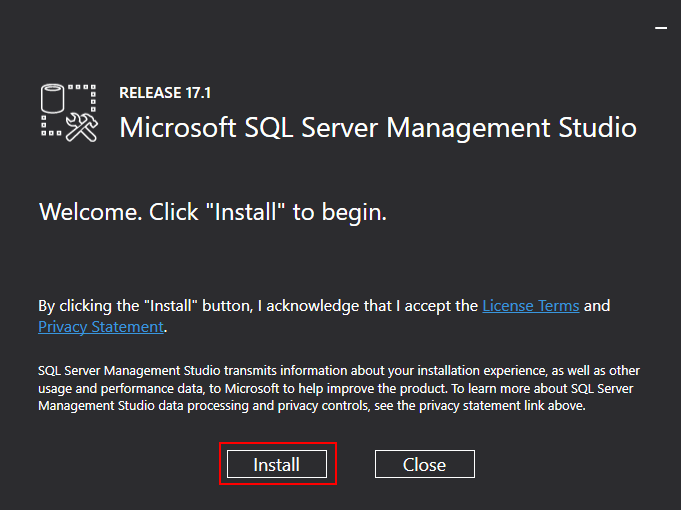 RELEASE 17.1
Microsoft SQL Server Management Studio
Welcome. Click "Install" to begin.
By clicking the "Install" button, I acknowledge that I accept the License Terms and
Privacy Statement.
SQL Server Management Studio transmits information about your installation experience, as well as other
usage and performance data, to Microsoft to help improve the product. To learn more about SQL Server
Management Studio data processing and privacy controls, see the privacy statement link above.
Install
Close